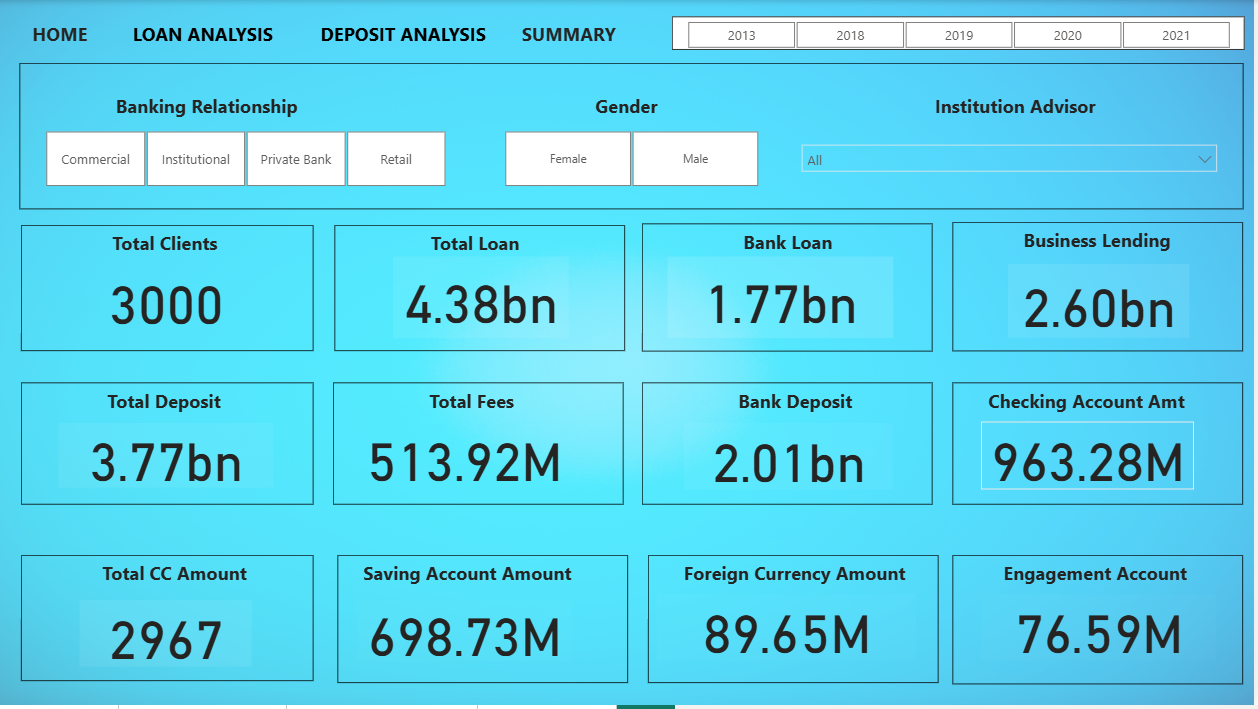 HOME LOAN ANALYSIS DEPOSIT ANALYSIS SUMMARY 2013 2018 2019 2020 2021
Banking Relationship Gender Institution Advisor
Commercial Institutional Private Bank Retail Female Male All
Total Clients Total Loan Bank Loan Business Lending
3000 4.38bn 1.77bn 2.60bn
Total Deposit Total Fees Bank Deposit Checking Account Amt
3.77bn 513.92M 2.01bn 963.28M
Total CC Amount Saving Account Amount Foreign Currency Amount Engagement Account
2967 698.73M 89.65M 76.59M